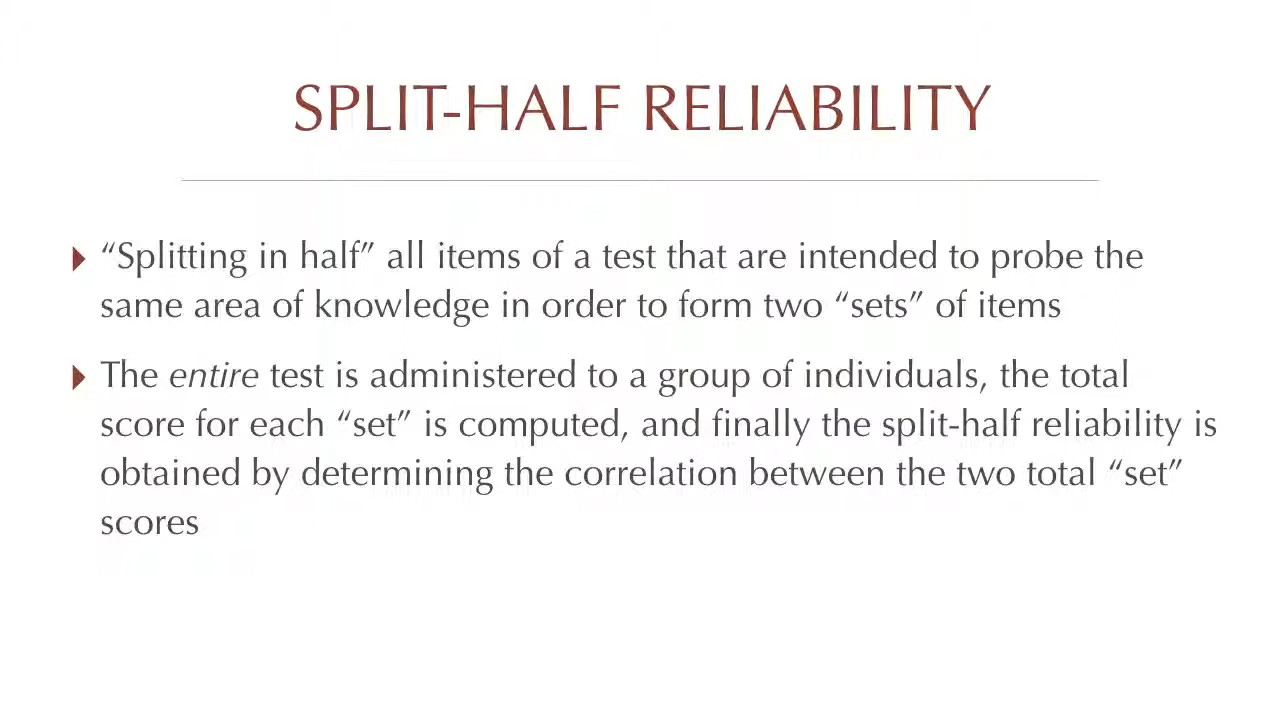 SPLIT-HALF RELIABILITY
“Splitting in half” all items of a test that are intended to probe the
same area of knowledge in order to form two “sets” of items
The entire test is administered to a group of individuals, the total
score for each “set” is computed, and finally the split-half reliability is
obtained by determining the correlation between the two total “set”
scores